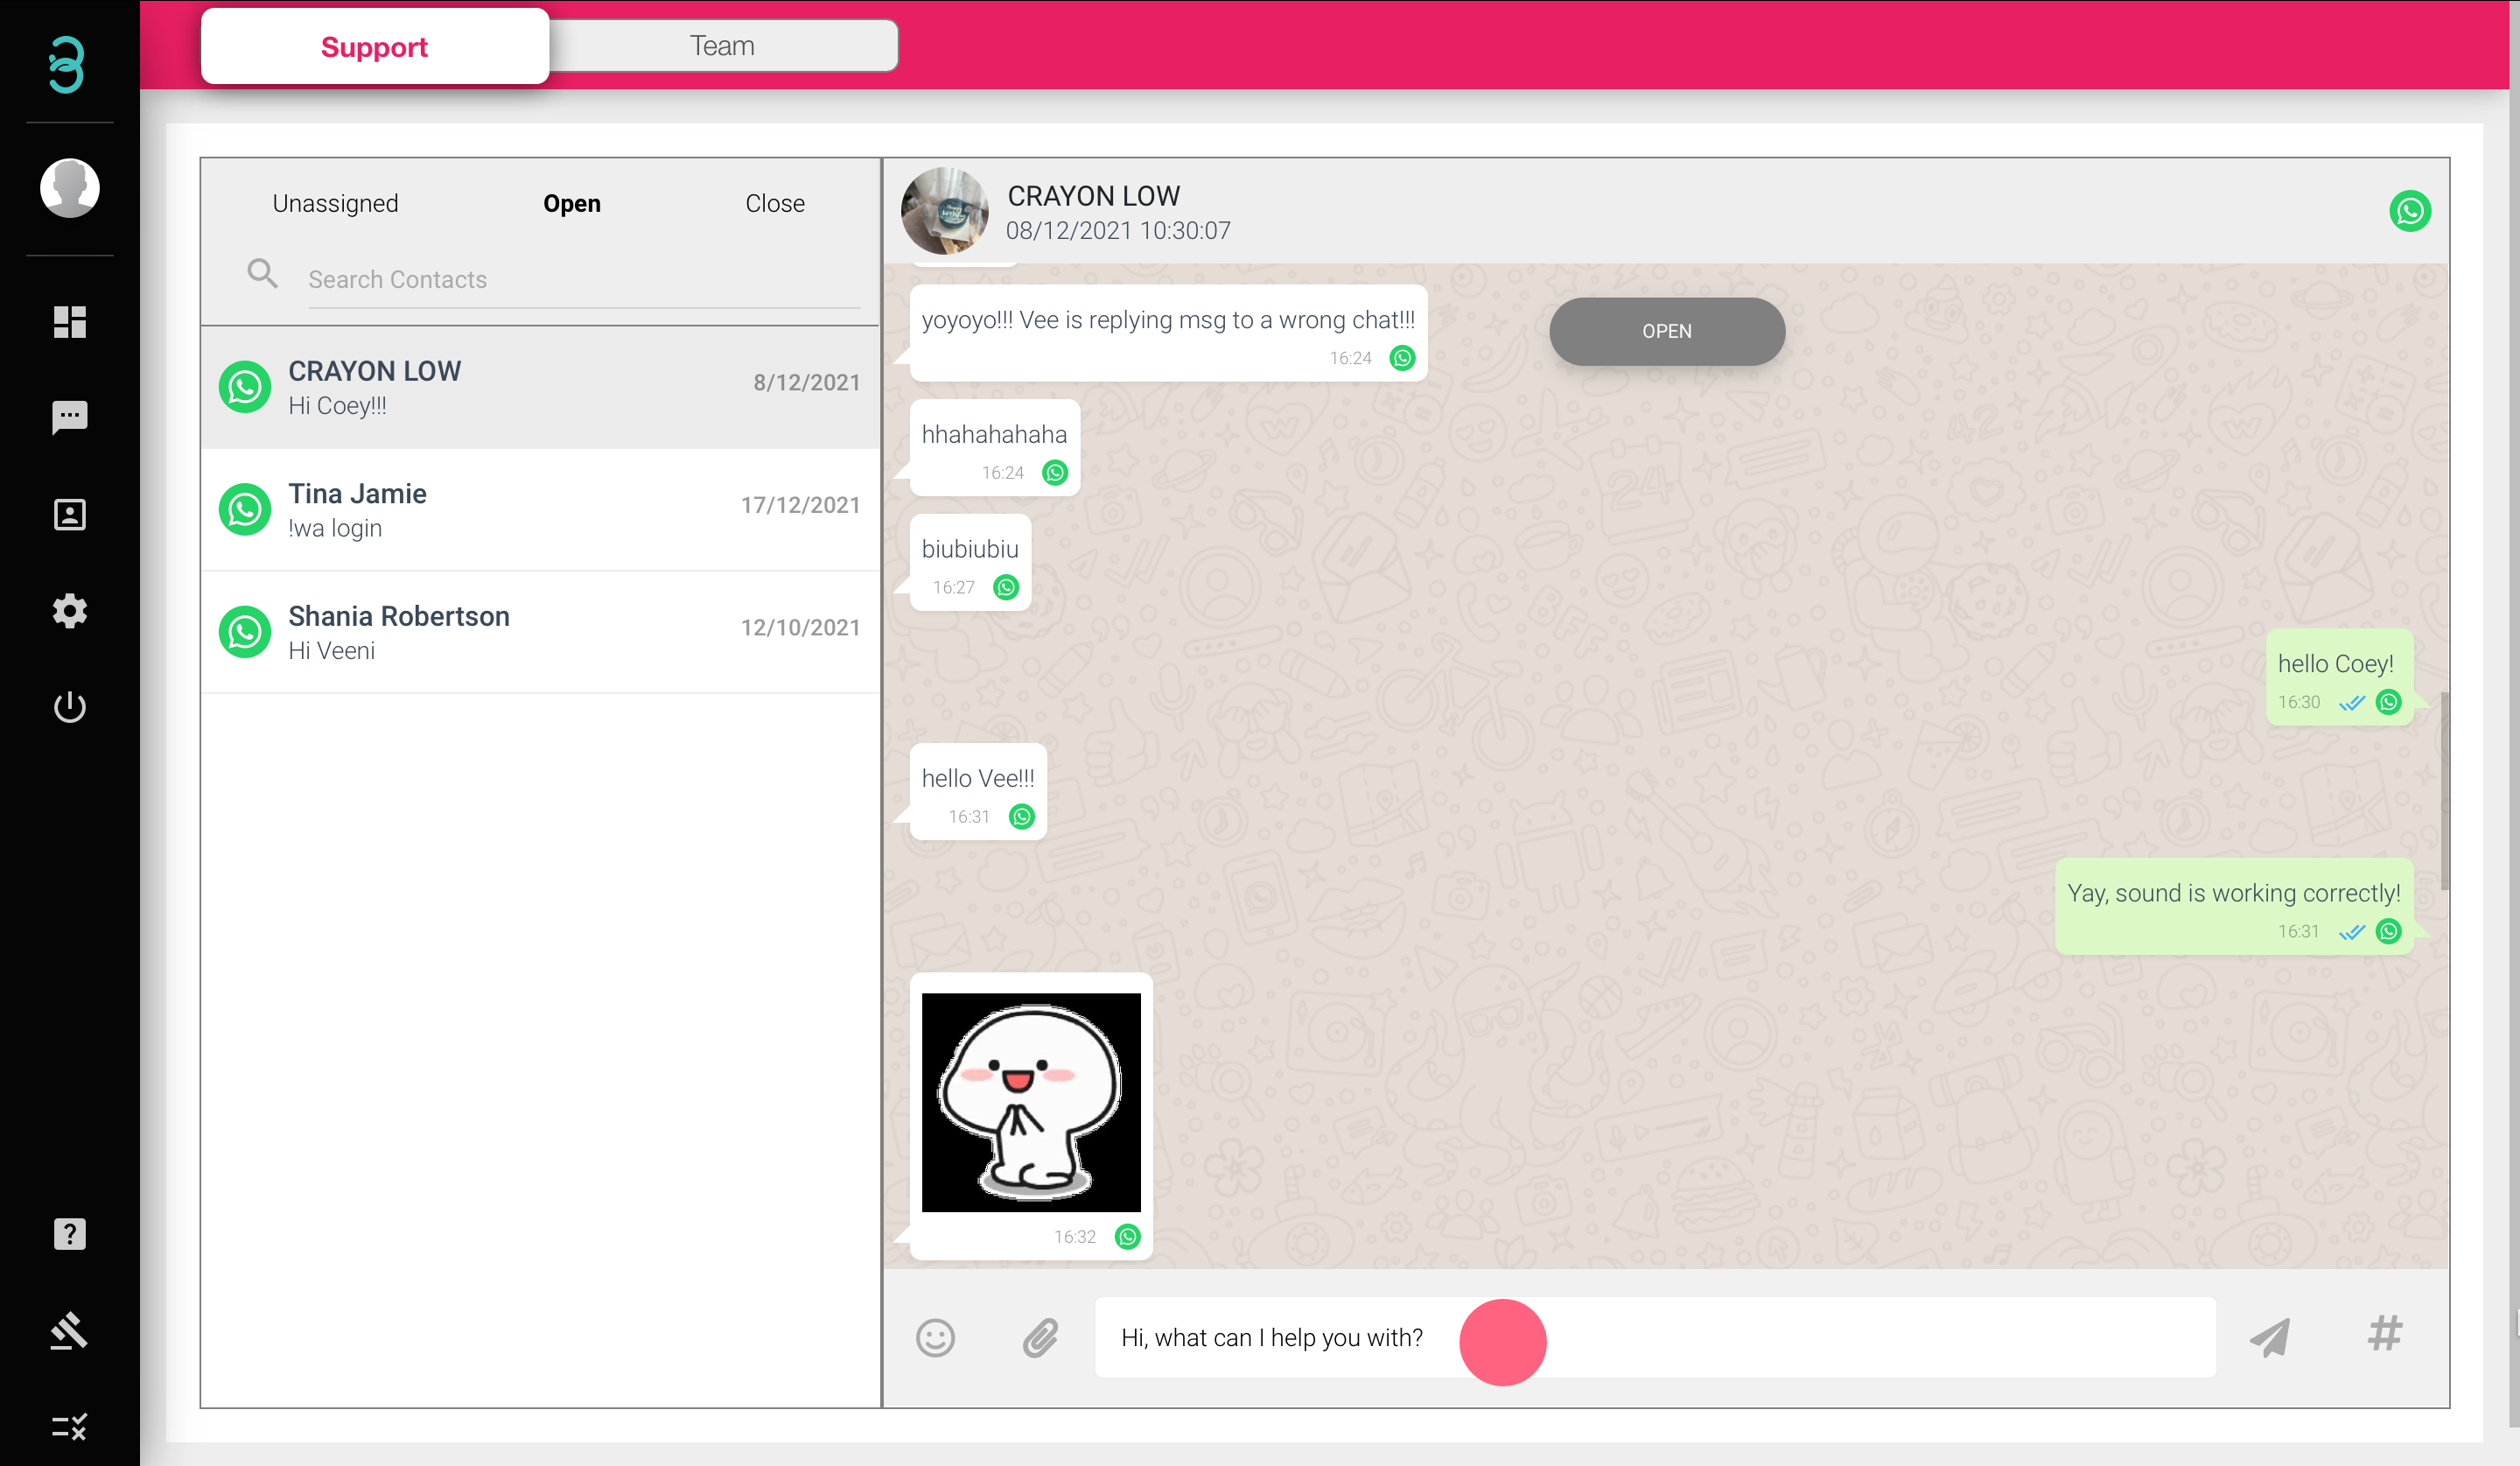 Support
Team
Unassigned
Open
Close
Search Contacts
CRAYON LOW
8/12/2021
Hi Coey!!!
Tina Jamie
17/12/2021
!wa login
Shania Robertson
12/10/2021
Hi Veeni
CRAYON LOW
08/12/2021 10:30:07
OPEN
yoyoyo!!! Vee is replying msg to a wrong chat!!!
16:24
hhahahahaha
16:24
biubiubiu
16:27
hello Coey!
16:30
hello Vee!!!
16:31
Yay, sound is working correctly!
16:31
16:32
Hi, what can I help you with?